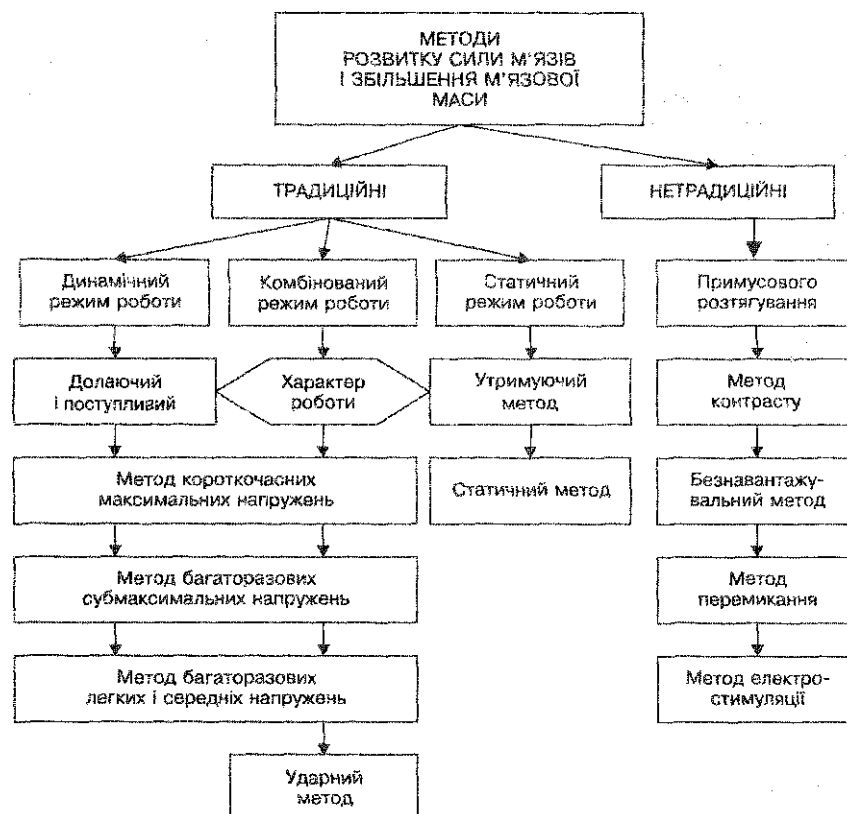 МЕТОДИ
РОЗВИТКУ СИЛИ М'ЯЗІВ
І ЗБІЛЬШЕННЯ М'ЯЗОВОЇ
МАСИ
ТРАДИЦІЙНІ
НЕТРАДИЦІЙНІ
Динамічний
режим роботи
Комбінований
режим роботи
Статичний
режим роботи
Примусового
розтягування
Долаючий
і поступливий
Характер
роботи
Утримуючий
метод
Метод
контрасту
Метод короткочасних
максимальних напружень
Статичний метод
Безнавантажу-
вальний метод
Метод багаторазових
субмаксимальних напружень
Метод
перемикання
Метод багаторазових
легких і середніх напружень
Метод електро-
стимуляції
Ударний
метод